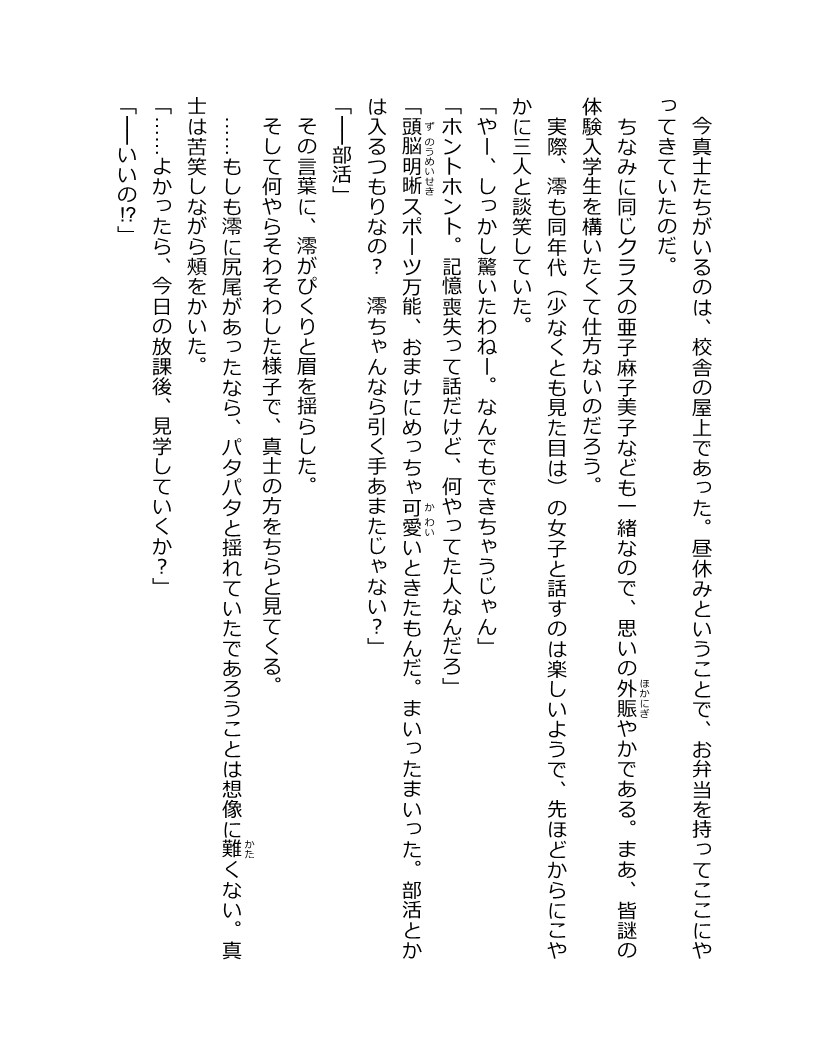 今真士たちがいるのは、校舎の屋上であった。昼休みということで、お弁当を持ってここにや
ってきていたのだ。
　ちなみに同じクラスの亜子麻子美子なども一緒なので、思いの外賑やかである。まあ、皆謎の
体験入学生を構いたくて仕方ないのだろう。
　実際、澪も同年代（少なくとも見た目は）の女子と話すのは楽しいようで、先ほどからにこや
かに三人と談笑していた。
「やー、しっかし驚いたわねー。なんでもできちゃうじゃん」
「ホントホント。記憶喪失って話だけど、何やってた人なんだろ」
「頭脳明晰スポーツ万能、おまけにめっちゃ可愛いときたもんだ。まいったまいった。部活とか
は入るつもりなの？　澪ちゃんなら引く手あまたじゃない？」
「──部活」
　その言葉に、澪がぴくりと眉を揺らした。
　そして何やらそわそわした様子で、真士の方をちらと見てくる。
　……もしも澪に尻尾があったなら、パタパタと揺れていたであろうことは想像に難くない。真
士は苦笑しながら頰をかいた。
「……よかったら、今日の放課後、見学していくか？」
「──いいの!?」